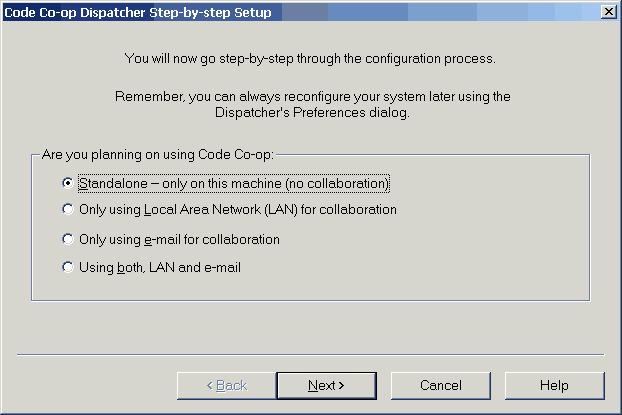 Code Co-op Dispatcher Step-by-step Setup
You will now go step-by-step through the configuration process.
Remember, you can always reconfigure your system later using the
Dispatcher's Preferences dialog.
Are you planning on using Code Co-op:
Standalone – only on this machine (no collaboration)
Only using Local Area Network (LAN) for collaboration
Only using e-mail for collaboration
Using both, LAN and e-mail
< Back
Next >
Cancel
Help